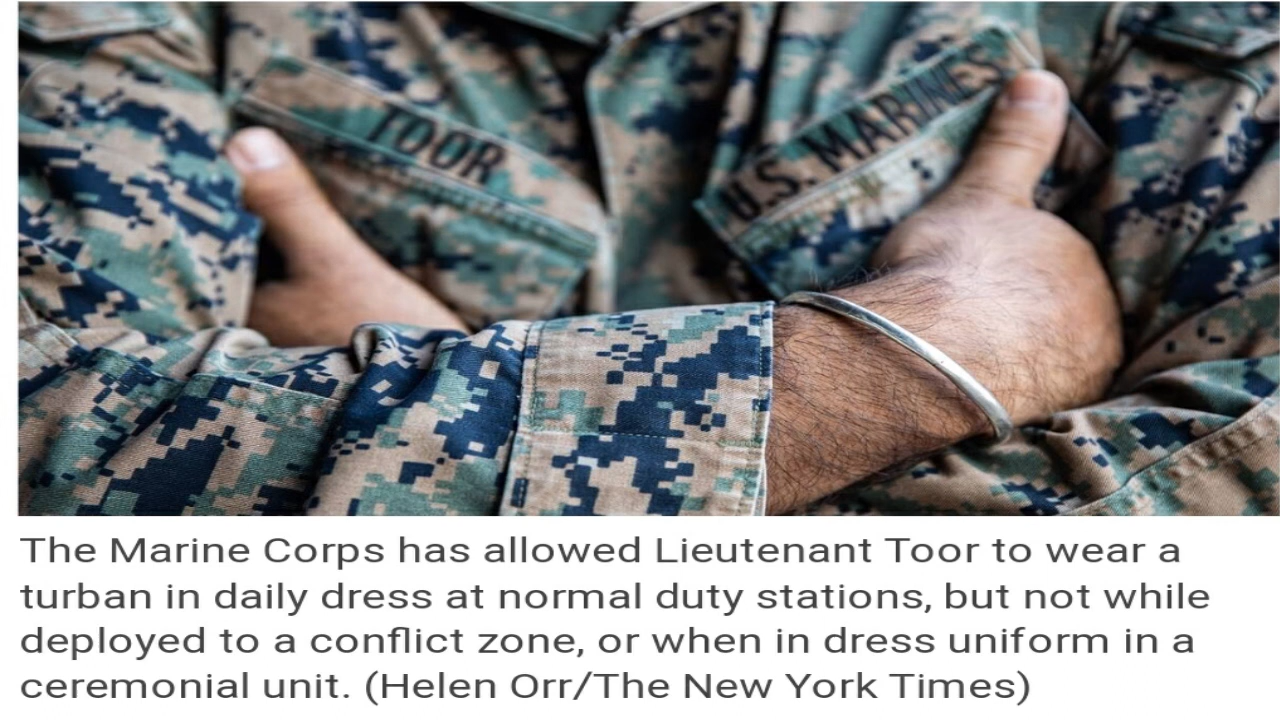 TOOR
U.S. MARINES
The Marine Corps has allowed Lieutenant Toor to wear a
turban in daily dress at normal duty stations, but not while
deployed to a conflict zone, or when in dress uniform in a
ceremonial unit. (Helen Orr/The New York Times)